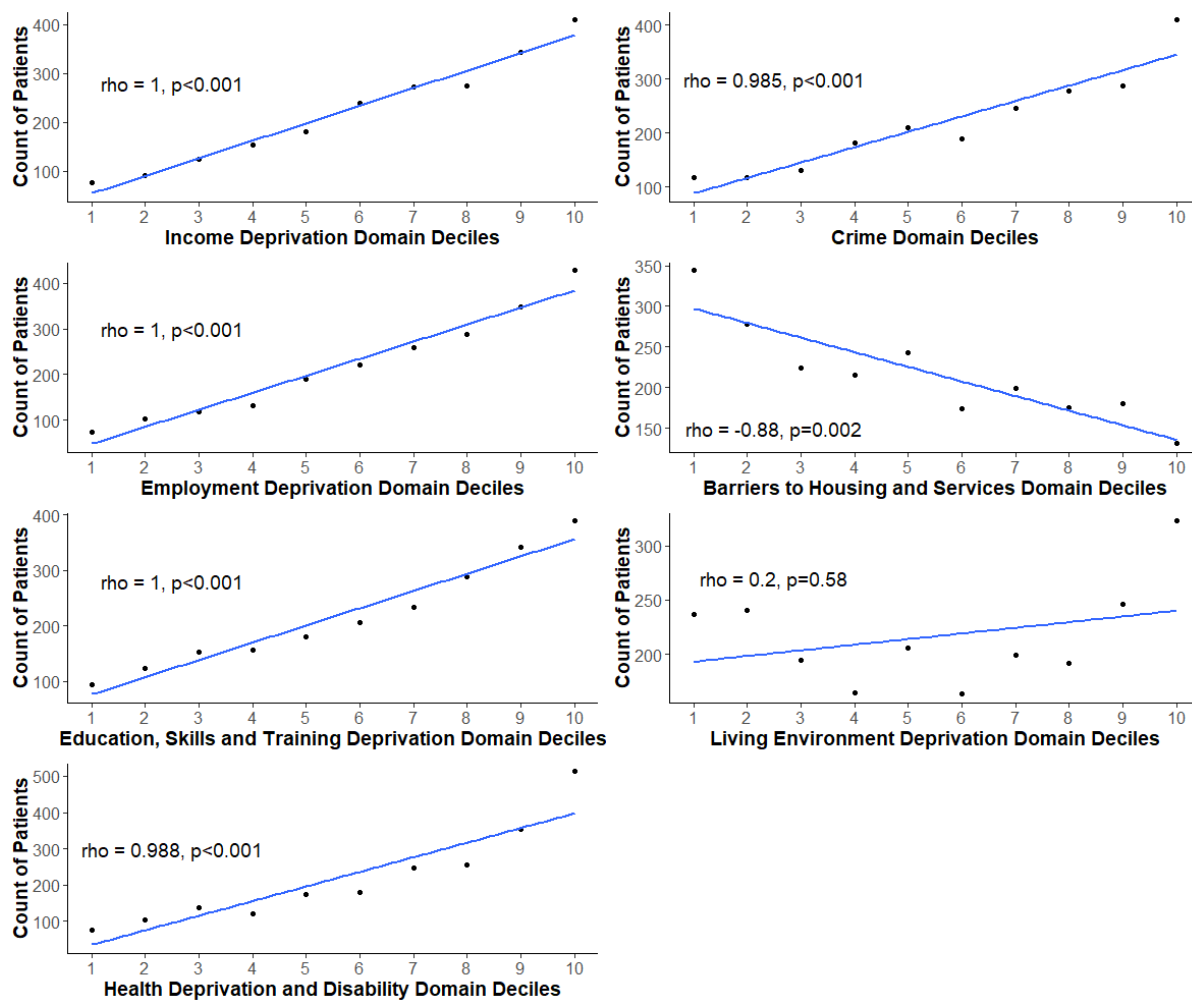 Count of Patients
400
300
200
100
rho = 1, p<0.001
1 2 3 4 5 6 7 8 9 10
Income Deprivation Domain Deciles
Count of Patients
400
300
200
100
rho = 0.985, p<0.001
1 2 3 4 5 6 7 8 9 10
Crime Domain Deciles
Count of Patients
400
300
200
100
rho = 1, p<0.001
1 2 3 4 5 6 7 8 9 10
Employment Deprivation Domain Deciles
Count of Patients
350
300
250
200
150
rho = -0.88, p=0.002
1 2 3 4 5 6 7 8 9 10
Barriers to Housing and Services Domain Deciles
Count of Patients
400
300
200
100
rho = 1, p<0.001
1 2 3 4 5 6 7 8 9 10
Education, Skills and Training Deprivation Domain Deciles
Count of Patients
300
250
200
rho = 0.2, p=0.58
1 2 3 4 5 6 7 8 9 10
Living Environment Deprivation Domain Deciles
Count of Patients
500
400
300
200
100
rho = 0.988, p<0.001
1 2 3 4 5 6 7 8 9 10
Health Deprivation and Disability Domain Deciles